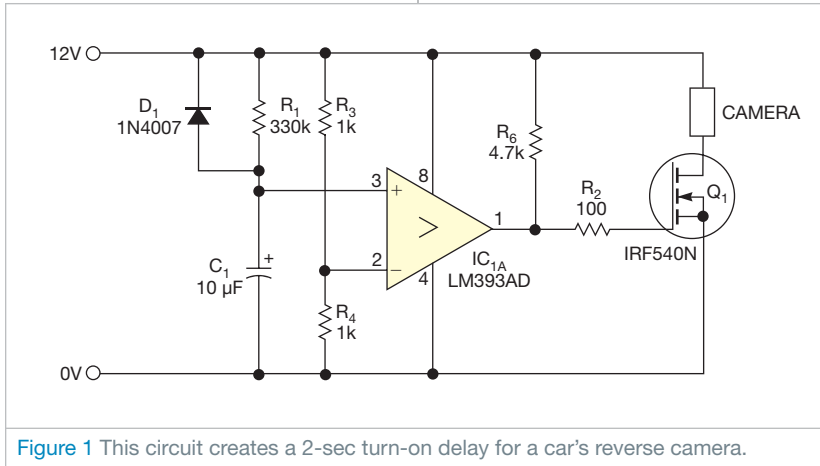 12V
D1
1N4007
R1
330k
R3
1k
R6
4.7k
CAMERA
3
+
8
1
R2
100
Q1
IRF540N
2
−
>
4
IC1A
LM393AD
C1
10 µF
+
R4
1k
0V
Figure 1 This circuit creates a 2-sec turn-on delay for a car's reverse camera.